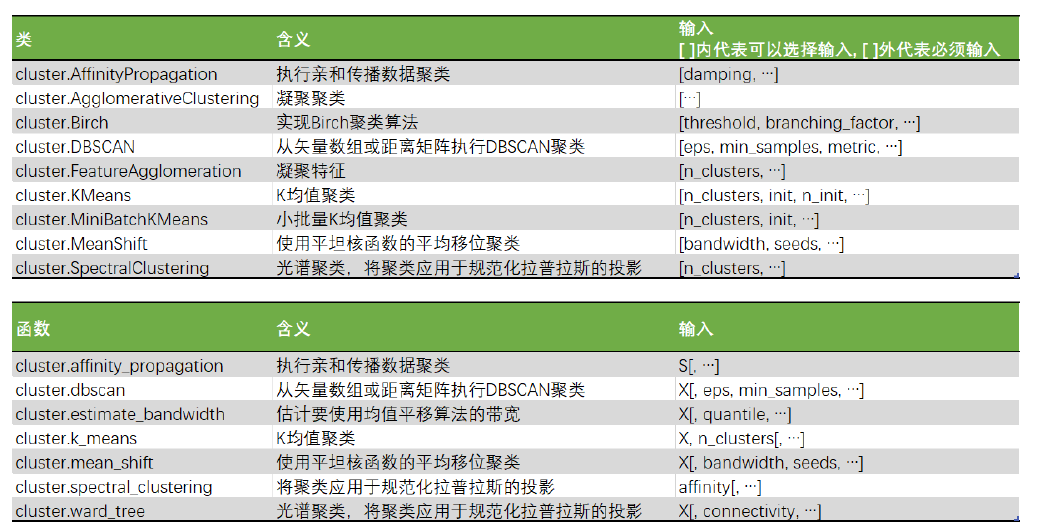 类 含义 输入
[ ]内代表可以选择输入, [ ]外代表必须输入
cluster.AffinityPropagation 执行亲和传播数据聚类 [damping, …]
cluster.AgglomerativeClustering 凝聚聚类 […]
cluster.Birch 实现Birch聚类算法 [threshold, branching_factor, …]
cluster.DBSCAN 从矢量数组或距离矩阵执行DBSCAN聚类 [eps, min_samples, metric, …]
cluster.FeatureAgglomeration 凝聚特征 [n_clusters, …]
cluster.KMeans K均值聚类 [n_clusters, init, n_init, …]
cluster.MiniBatchKMeans 小批量K均值聚类 [n_clusters, init, …]
cluster.MeanShift 使用平坦核函数的平均移位聚类 [bandwidth, seeds, …]
cluster.SpectralClustering 光谱聚类，将聚类应用于规范化拉普拉斯的投影 [n_clusters, …]
函数 含义 输入
cluster.affinity_propagation 执行亲和传播数据聚类 S[, …]
cluster.dbscan 从矢量数组或距离矩阵执行DBSCAN聚类 X[, eps, min_samples, …]
cluster.estimate_bandwidth 估计要使用均值平移算法的带宽 X[, quantile, …]
cluster.k_means K均值聚类 X, n_clusters[, …]
cluster.mean_shift 使用平坦核函数的平均移位聚类 X[, bandwidth, seeds, …]
cluster.spectral_clustering 将聚类应用于规范化拉普拉斯的投影 affinity[, …]
cluster.ward_tree 光谱聚类，将聚类应用于规范化拉普拉斯的投影 X[, connectivity, …]